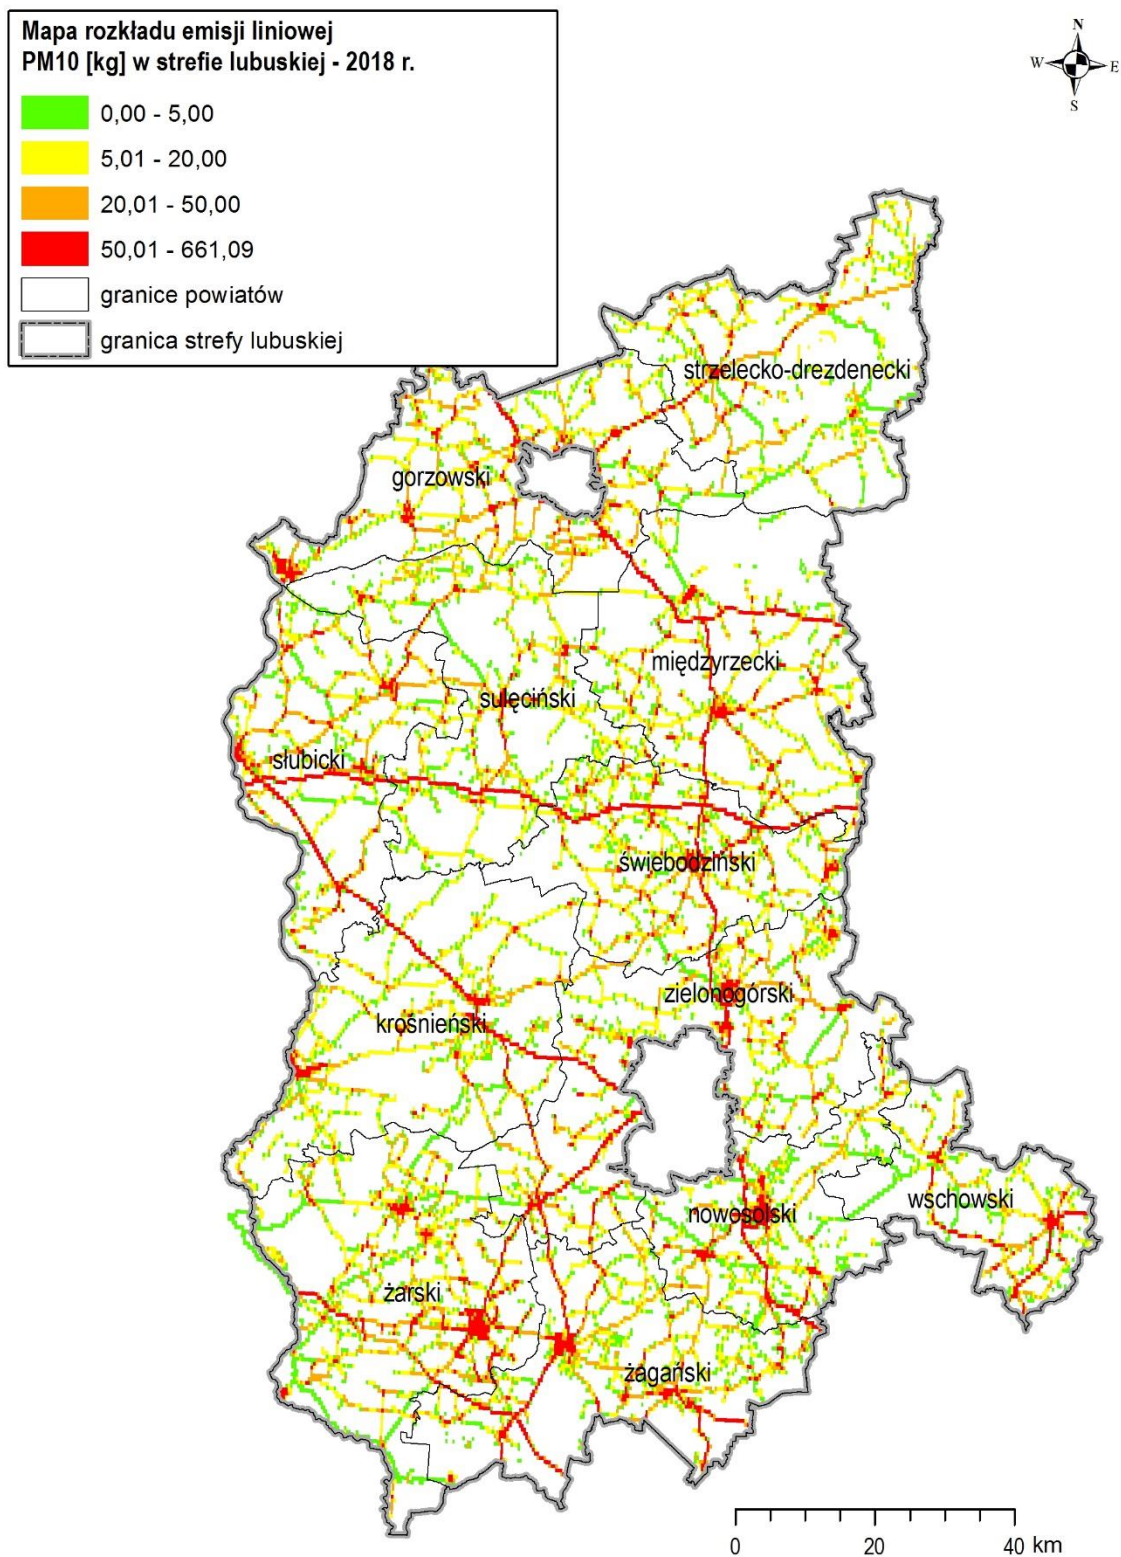 Mapa rozkładu emisji liniowej
PM10 [kg] w strefie lubuskiej - 2018 r.
0,00 - 5,00
5,01 - 20,00
20,01 - 50,00
50,01 - 661,09
granice powiatów
granica strefy lubuskiej
N
W E
S
strzelecko-drezdenecki
gorzowski
międzyrzecki
sulęciński
słubicki
świebodziński
zielonogórski
krośnieński
wschowski
nowosolski
żarski
żagański
0 20 40 km